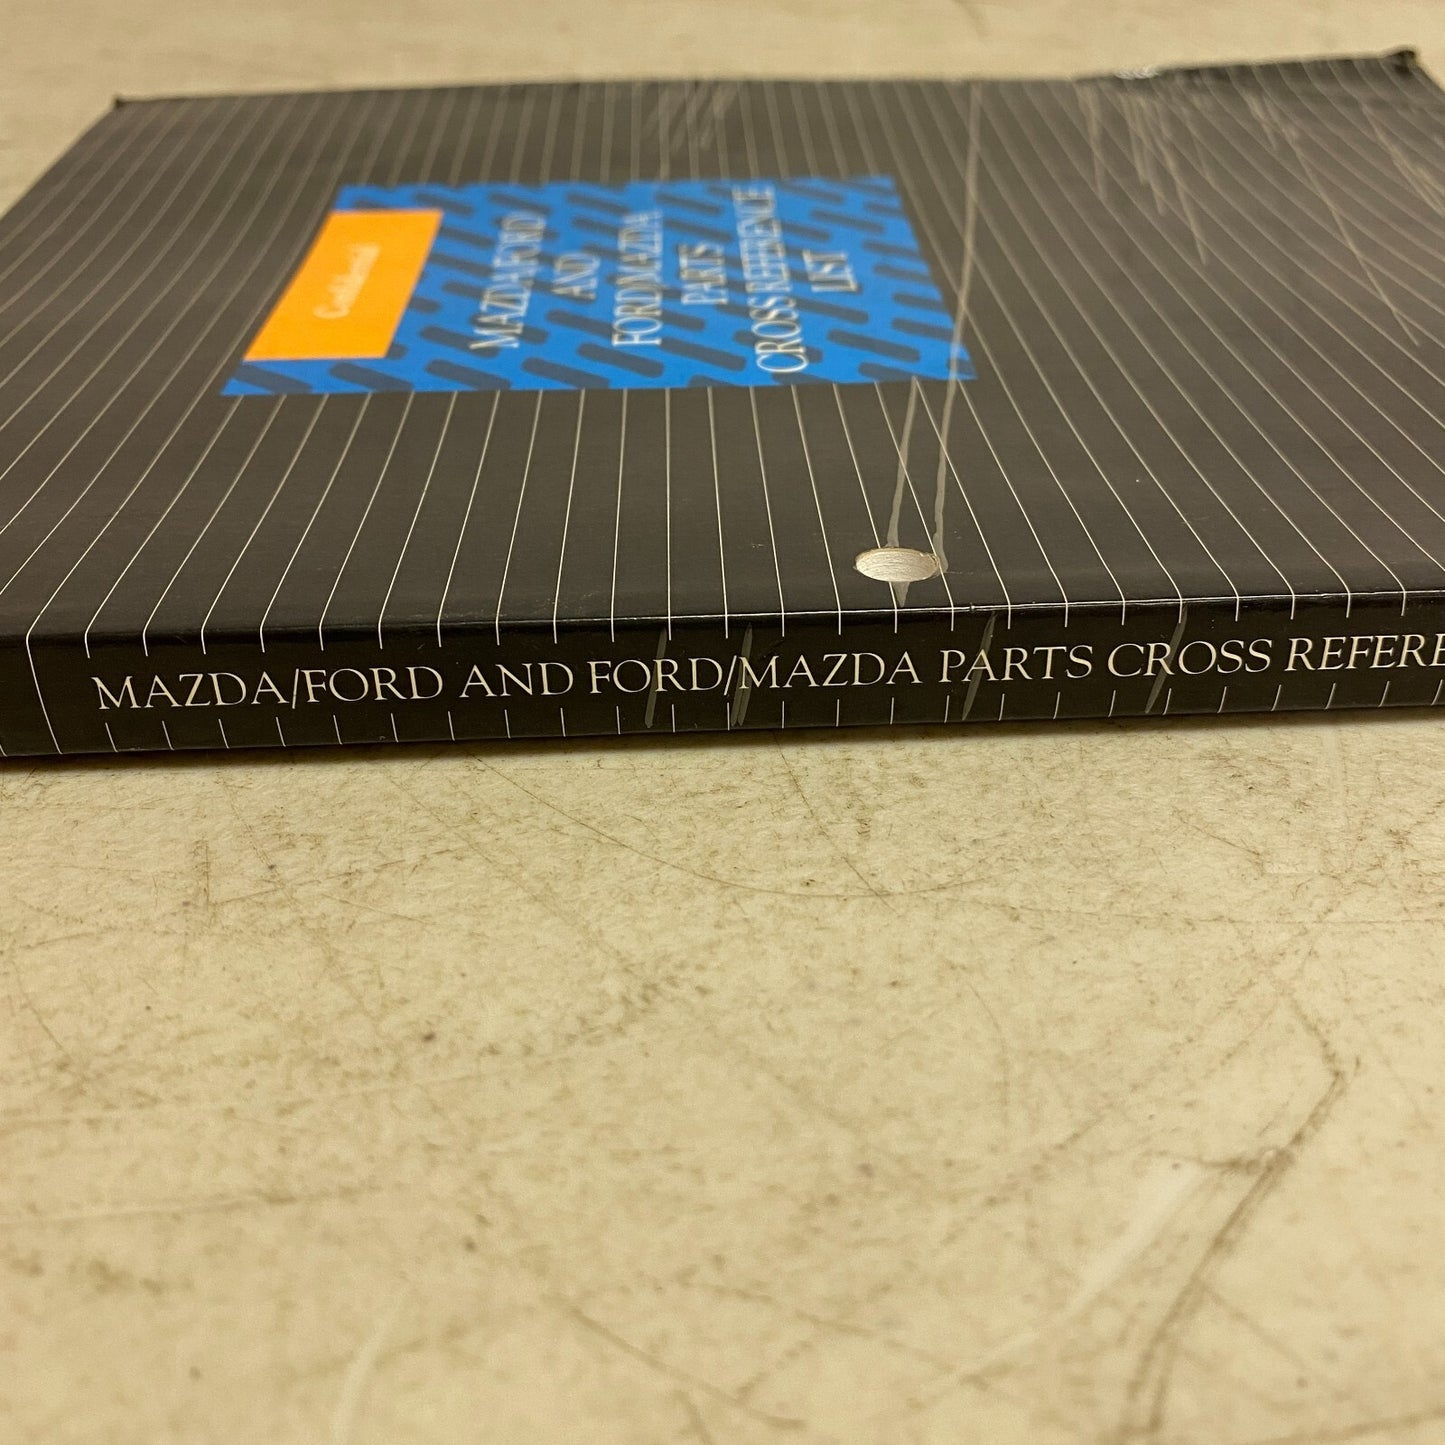 Confidential
MAZDA/FORD
AND
FORD/MAZDA
PARTS
CROSS REFERENCE
LIST
MAZDA/FORD AND FORD/MAZDA PARTS CROSS REFERE